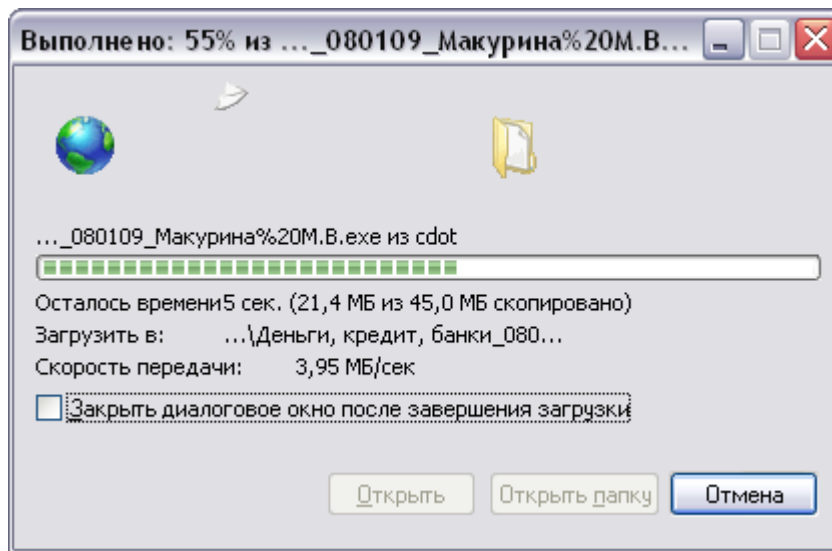 Выполнено: 55% из ..._080109_Макурина%20М.В...
..._080109_Макурина%20М.В.exe из cdot
Осталось времени5 сек. (21,4 МБ из 45,0 МБ скопировано)
Загрузить в: ...\Деньги, кредит, банки_080...
Скорость передачи: 3,95 МБ/сек
Закрыть диалоговое окно после завершения загрузки
Открыть Открыть папку Отмена